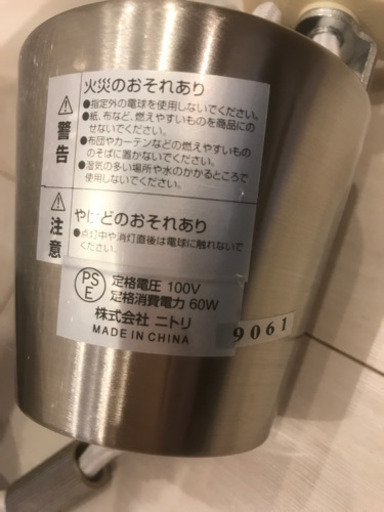 火災のおそれあり
警告
●指定外の電球を使用しないでください。
●紙、布など、燃えやすいものを商品にの
せないでください。
●布団やカーテンなどの燃えやすいもの
のそばに置かないでください。
●湿気の多い場所や水のかかるところで
使用しないでください。
やけどのおそれあり
注意
●点灯中や消灯直後は電球に触れないで
ください。
PS
E
定格電圧 100V
定格消費電力 60W
株式会社 ニトリ
MADE IN CHINA
9061